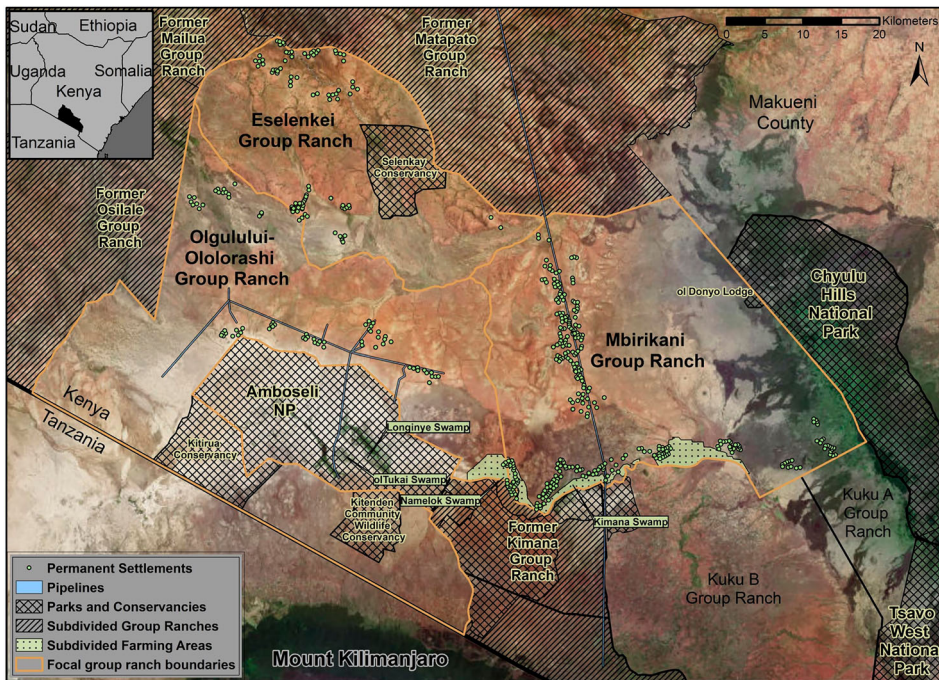 Sudan
Ethiopia
Uganda
Somalia
Kenya
Tanzania
Former
Mailua
Group
Ranch
Former
Matapato
Group
Ranch
Kilometers
0 5 10 15 20
N
Makueni
County
Eselenkei
Group Ranch
Selenkay
Conservancy
Former
Osilale
Group
Ranch
Olgululului-
Ololorashi
Group Ranch
ol Donyo Lodge
Chyulu
Hills
National
Park
Mbirikani
Group Ranch
Kenya
Tanzania
Amboseli
NP
Longinye Swamp
Kitirua
Conservancy
olTukai Swamp
Namelok Swamp
Kitenden
Community
Wildlife
Conservancy
Former
Kimana
Group
Ranch
Kimana Swamp
Kuku A
Group
Ranch
Kuku B
Group Ranch
Tsavo
West
National
Park
Mount Kilimanjaro
Permanent Settlements
Pipelines
Parks and Conservancies
Subdivided Group Ranches
Subdivided Farming Areas
Focal group ranch boundaries